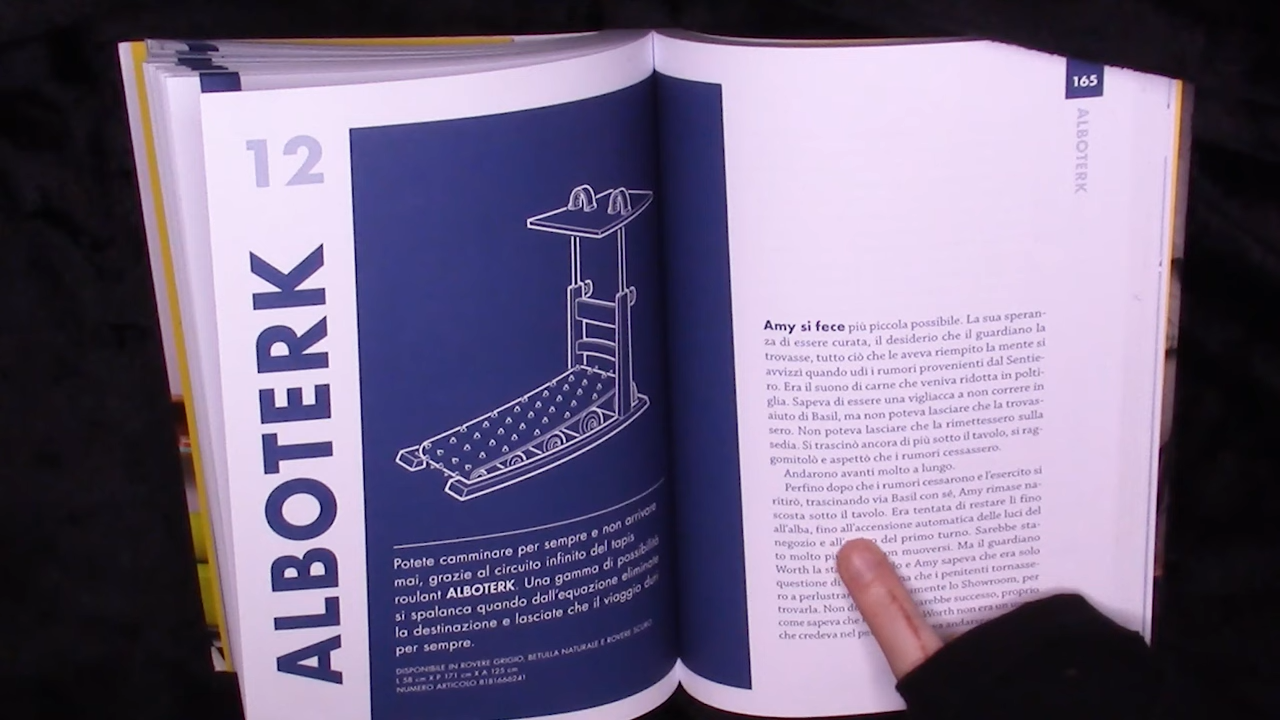 12
ALBOTERK
Potete camminare per sempre e non arrivare
mai, grazie al circuito infinito del tapis
roulant ALBOTERK. Una gamma di possibilità
si spalanca quando dall'equazione eliminate
la destinazione e lasciate che il viaggio duri
per sempre.
DISPONIBILE IN ROVERE GRIGIO, BETULLA NATURALE E ROVERE SCURO
L 58 cm X P 171 cm X A 125 cm
NUMERO ARTICOLO 8181666241
165
ALBOTERK
Amy si fece più piccola possibile. La sua speran-
za di essere curata, il desiderio che il guardiano la
trovasse, tutto ciò che le aveva riempito la mente si
avvizzì quando udì i rumori provenienti dal Sentie-
ro. Era il suono di carne che veniva ridotta in polti-
glia. Sapeva di essere una vigliacca a non correre in
aiuto di Basil, ma non poteva lasciare che la trovas-
sero. Non poteva lasciare che la rimettessero sulla
sedia. Si trascinò ancora di più sotto il tavolo, si rag-
gomitolò e aspettò che i rumori cessassero.
Andarono avanti molto a lungo.
Perfino dopo che i rumori cessarono e l'esercito si
ritirò, trascinando via Basil con sé, Amy rimase na-
scosta sotto il tavolo. Era tentata di restare lì fino
all'alba, fino all'accensione automatica delle luci del
negozio e del primo turno. Sarebbe sta-
to molto non muoversi. Ma il guardiano
Worth la e Amy sapeva che era solo
questione di che i penitenti tornasse-
ro a perlustrare lo Showroom, per
trovarla. Non successo, proprio
come sapeva che Worth non era un
che credeva nel